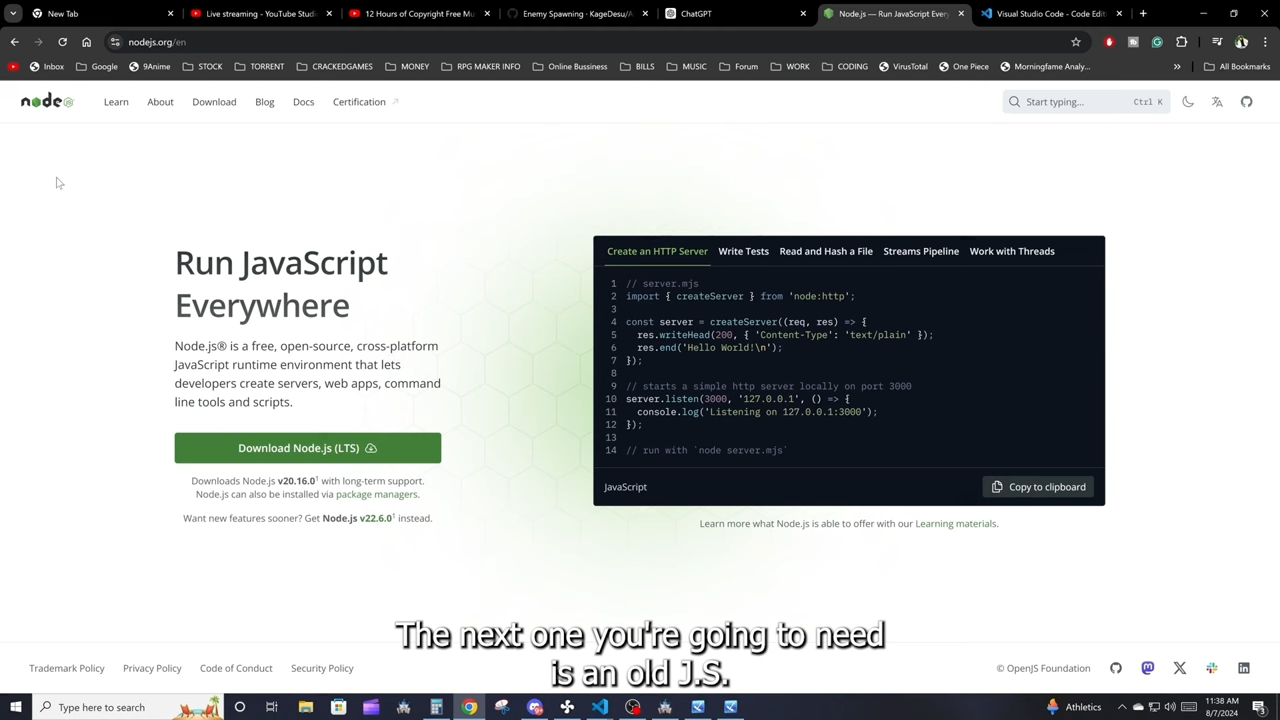 New Tab
Live streaming - YouTube Studi
12 Hours of Copyright Free Mu
Enemy Spawning · KageDesu/A
ChatGPT
Node.js — Run JavaScript Every
Visual Studio Code - Code Edit
nodejs.org/en
Inbox
Google
9Anime
STOCK
TORRENT
CRACKEDGAMES
MONEY
RPG MAKER INFO
Online Bussiness
BILLS
MUSIC
Forum
WORK
CODING
VirusTotal
One Piece
Morningfame Analy...
All Bookmarks
node JS
Learn
About
Download
Blog
Docs
Certification
Start typing...
Ctrl K
Run JavaScript
Everywhere
Node.js® is a free, open-source, cross-platform
JavaScript runtime environment that lets
developers create servers, web apps, command
line tools and scripts.
Download Node.js (LTS)
Downloads Node.js v20.16.0¹ with long-term support.
Node.js can also be installed via package managers.
Want new features sooner? Get Node.js v22.6.0¹ instead.
Create an HTTP Server
Write Tests
Read and Hash a File
Streams Pipeline
Work with Threads
1 // server.mjs
2 import { createServer } from 'node:http';
3
4 const server = createServer((req, res) => {
5 res.writeHead(200, { 'Content-Type': 'text/plain' });
6 res.end('Hello World!\n');
7 });
8
9 // starts a simple http server locally on port 3000
10 server.listen(3000, '127.0.0.1', () => {
11 console.log('Listening on 127.0.0.1:3000');
12 });
13
14 // run with `node server.mjs`
JavaScript
Copy to clipboard
Learn more what Node.js is able to offer with our Learning materials.
The next one you're going to need
is an old J.S.
Trademark Policy
Privacy Policy
Code of Conduct
Security Policy
© OpenJS Foundation
Type here to search
Athletics
11:38 AM
8/7/2024